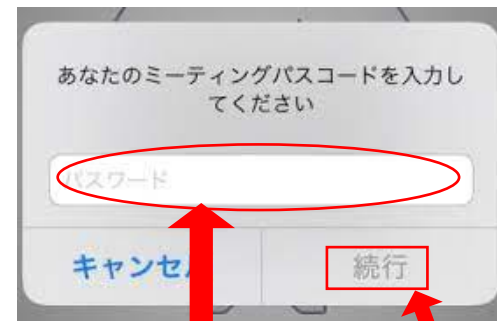 あなたのミーティングパスコードを入力し
てください
パスワード
キャンセル
続行